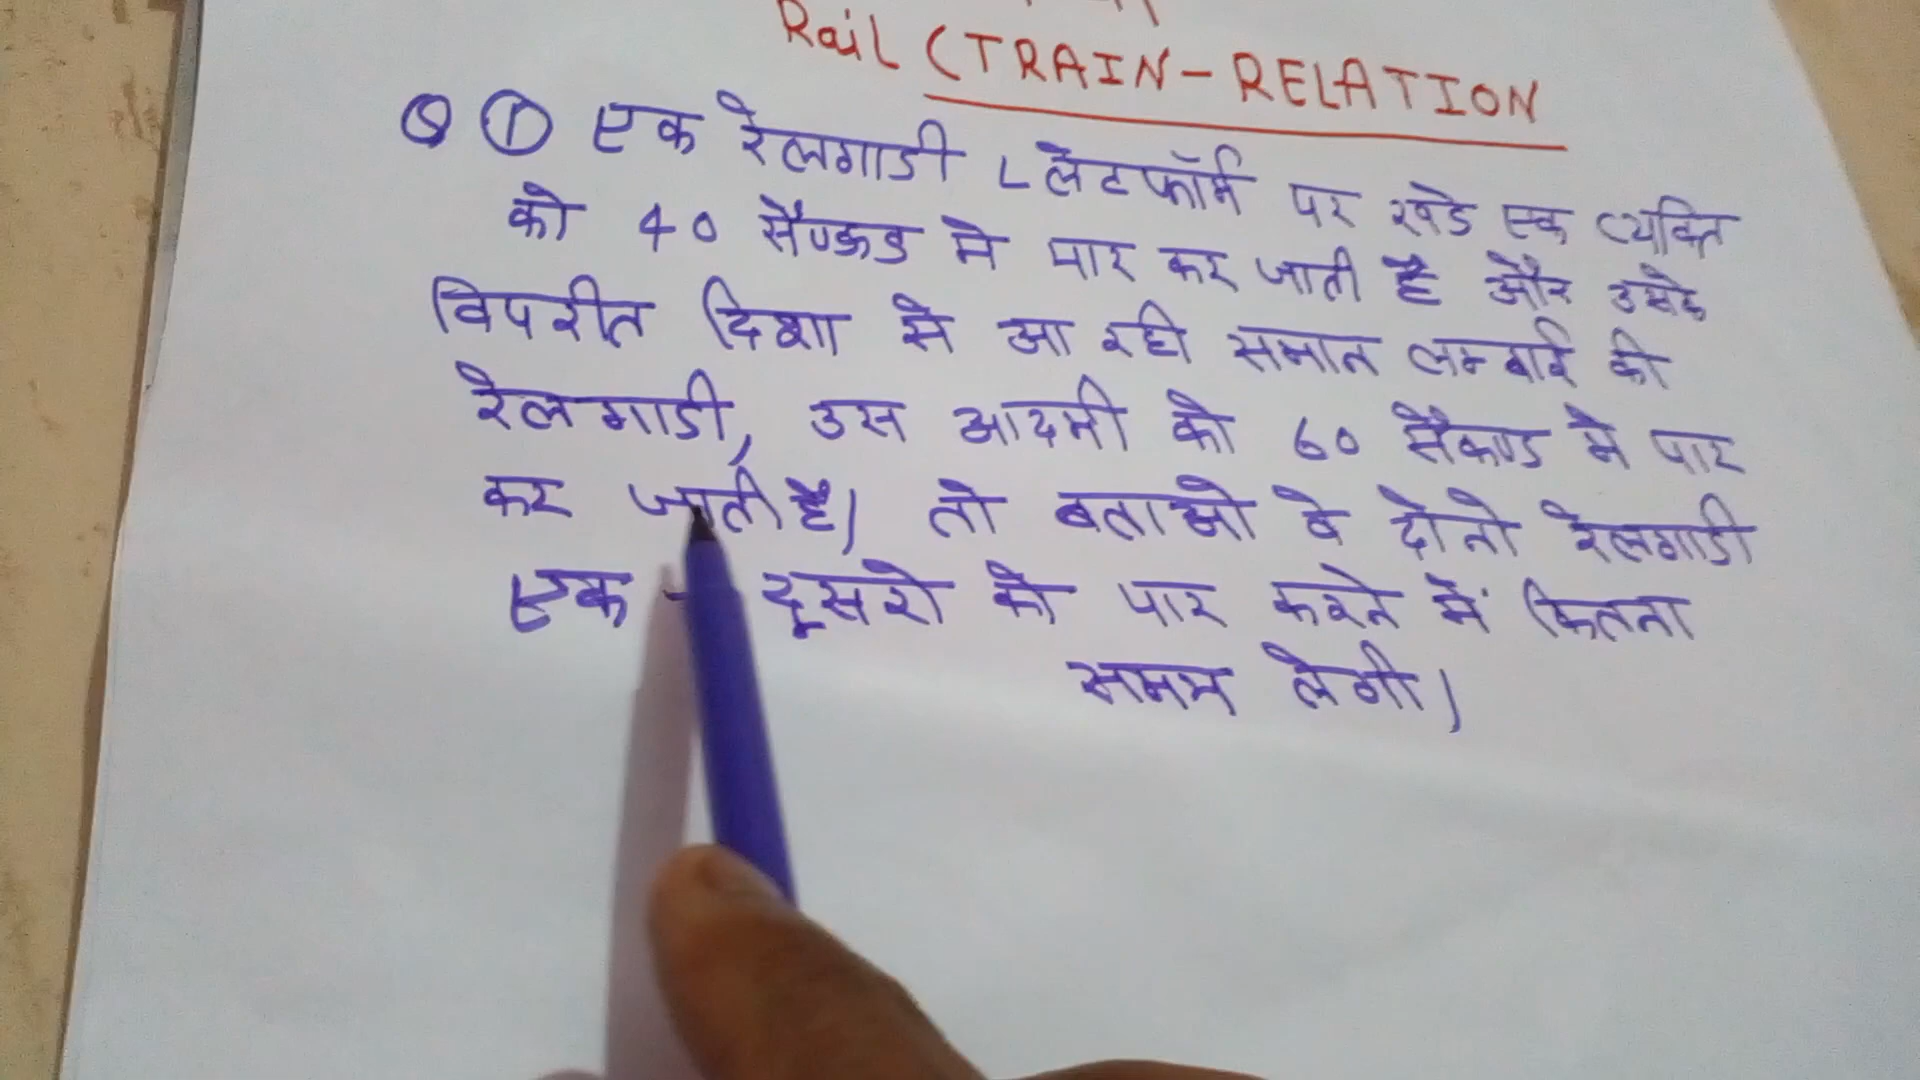 Rail (TRAIN-RELATION
Q ① एक रेलगाडी प्लेटफॉर्म पर खडे एक व्यक्ति
को 40 सैण्कड मे पार कर जाती है और उसके
विपरीत दिशा से आ रही समान लम्बाई की
रेलगाडी, उस आदमी को 60 सैकण्ड मे पार
कर जाती है। तो बताओ वे दोनो रेलगाडी
एक - दूसरो को पार करने में कितना
समय लेगी।